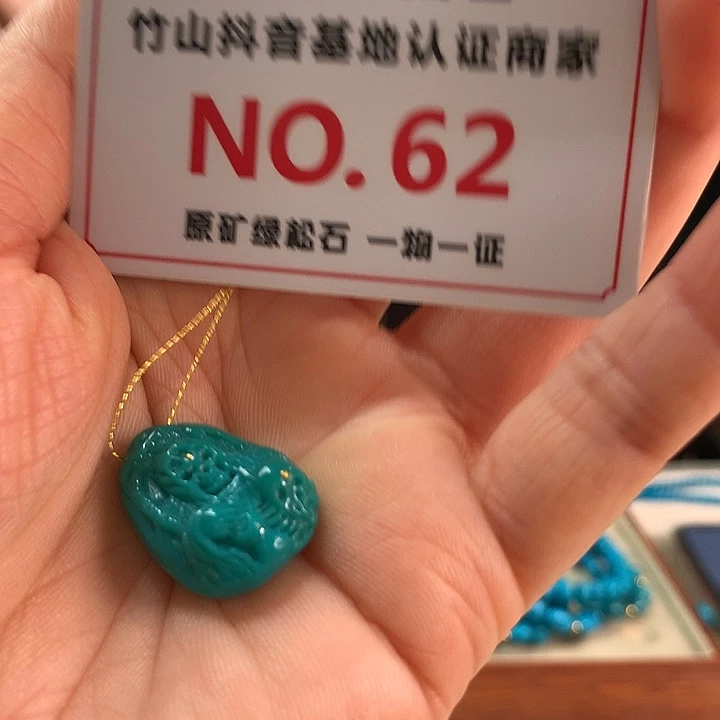 竹山抖音基地认证商家
NO. 62
原矿绿松石 一物一证